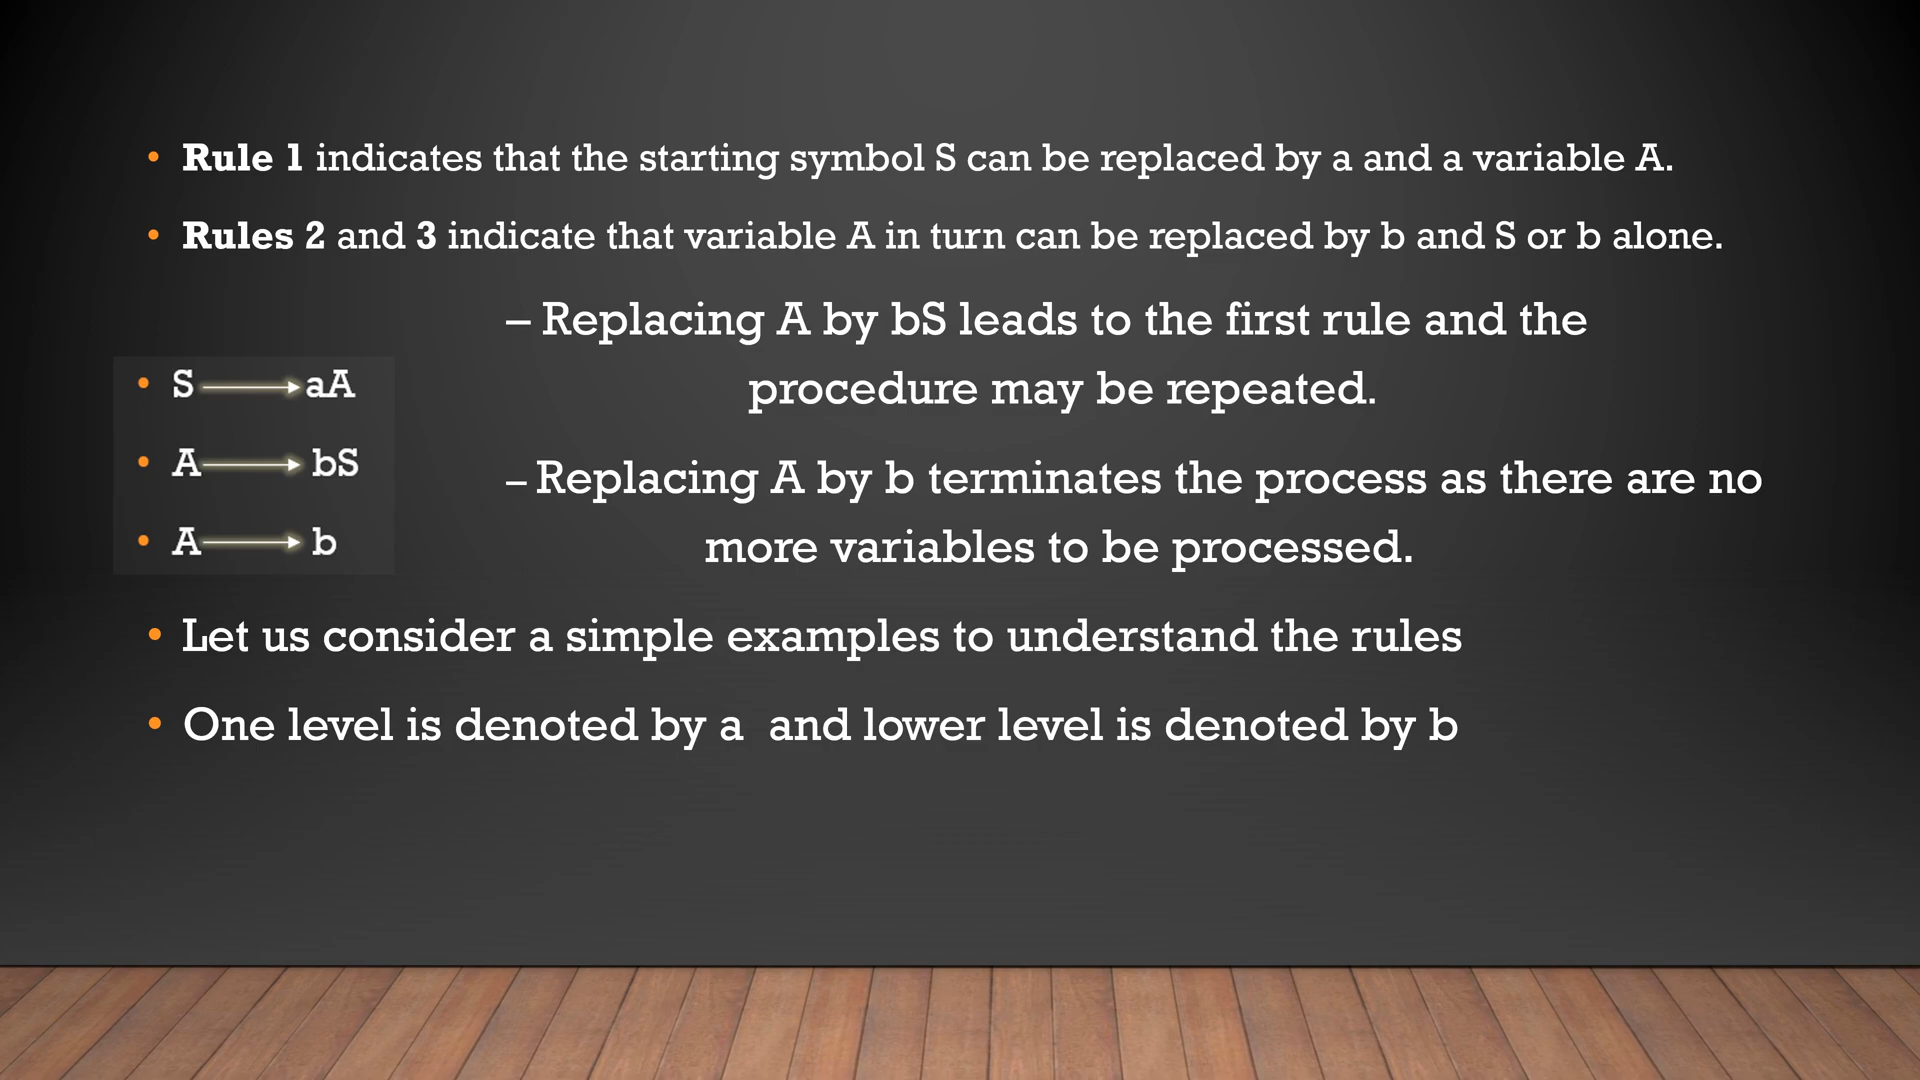 • Rule 1 indicates that the starting symbol S can be replaced by a and a variable A.
• Rules 2 and 3 indicate that variable A in turn can be replaced by b and S or b alone.
– Replacing A by bS leads to the first rule and the
procedure may be repeated.
• S ⟶ aA
• A ⟶ bS
• A ⟶ b
– Replacing A by b terminates the process as there are no
more variables to be processed.
• Let us consider a simple examples to understand the rules
• One level is denoted by a  and lower level is denoted by b